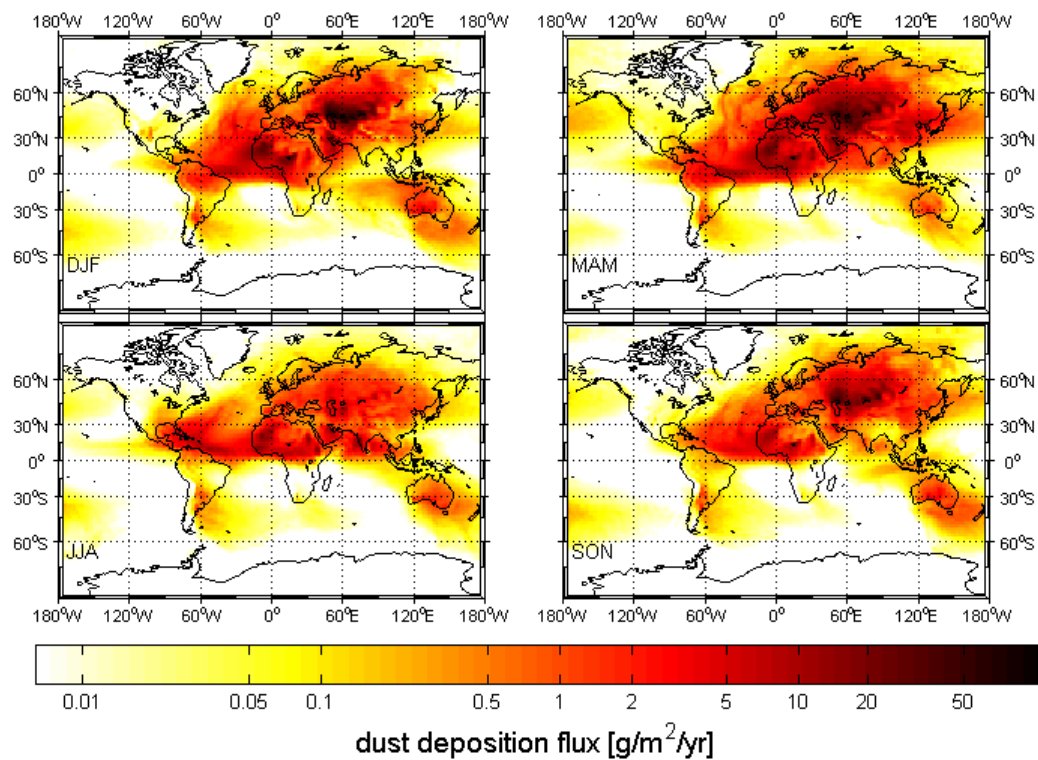 180°W 120°W 60°W 0° 60°E 120°E 180°W 180°W 120°W 60°W 0° 60°E 120°E 180°W
60°N 60°N
30°N 30°N
0° 0°
30°S 30°S
60°S 60°S
DJF MAM
60°N 60°N
30°N 30°N
0° 0°
30°S 30°S
60°S 60°S
JJA SON
180°W 120°W 60°W 0° 60°E 120°E 180°W 180°W 120°W 60°W 0° 60°E 120°E 180°W
0.01 0.05 0.1 0.5 1 2 5 10 20 50
dust deposition flux [g/m²/yr]